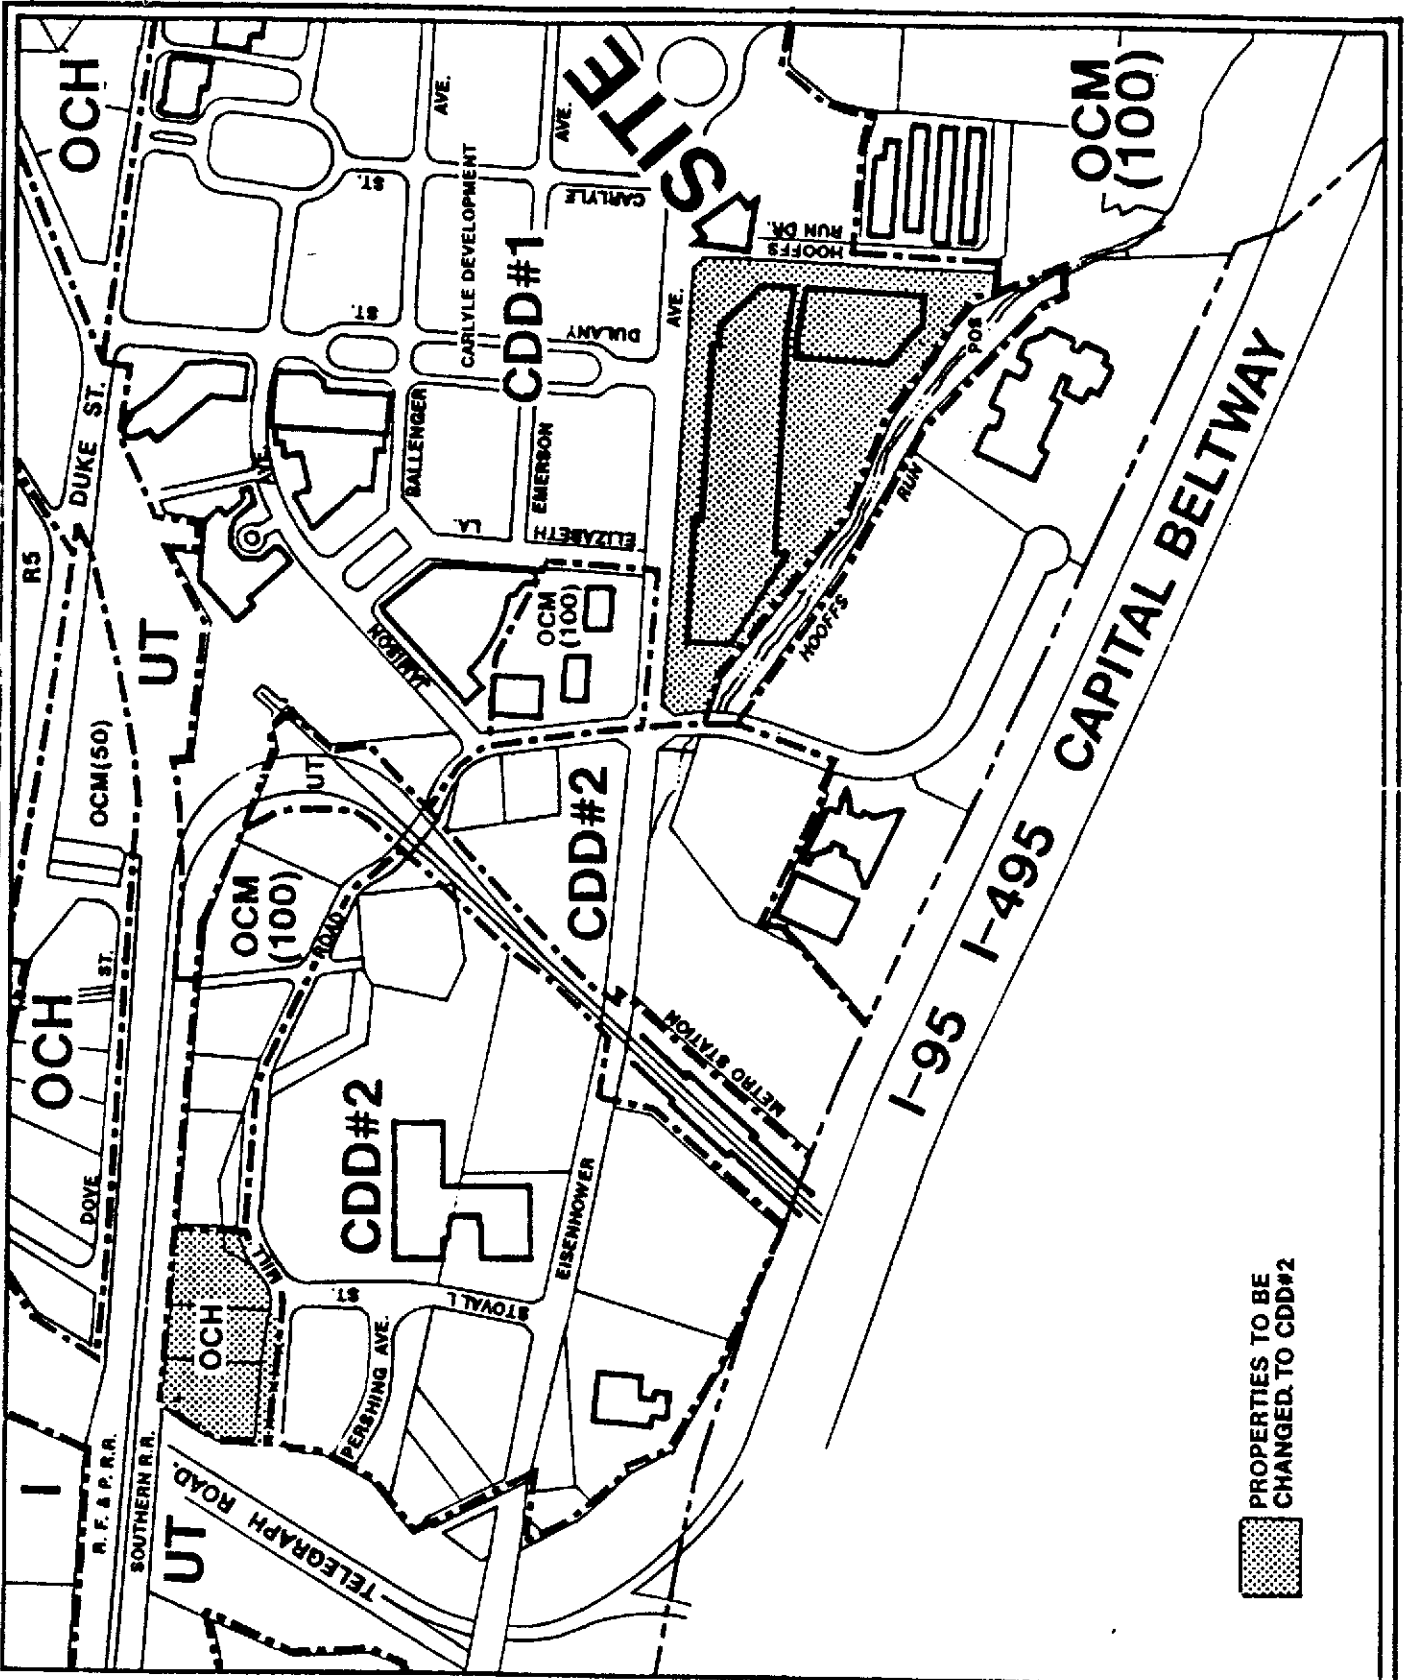 I
R. F. & P. R.R.
SOUTHERN R.R.
UT
TELEGRAPH ROAD
OCH
DOVE
ST.
OCH
MILL
ROAD
PERSHING AVE.
ST.
STOVALL
EISENHOWER
CDD#2
OCM
(100)
OCM(50)
R5
UT
UT
CDD#2
METRO STATION
DUKE ST.
OCH
JAMIESON
AVE.
OCM
(100)
BALLENGER
AVE.
LA.
EMERSON
AVE.
ELIZABETH
ST.
ST.
DULANY
CARLYLE
CARLYLE DEVELOPMENT
CDD#1
AVE.
SITE
HOOFFS
RUN DR.
HOOFFS
RUN
POS
OCM
(100)
I-95 I-495 CAPITAL BELTWAY
PROPERTIES TO BE
CHANGED TO CDD#2